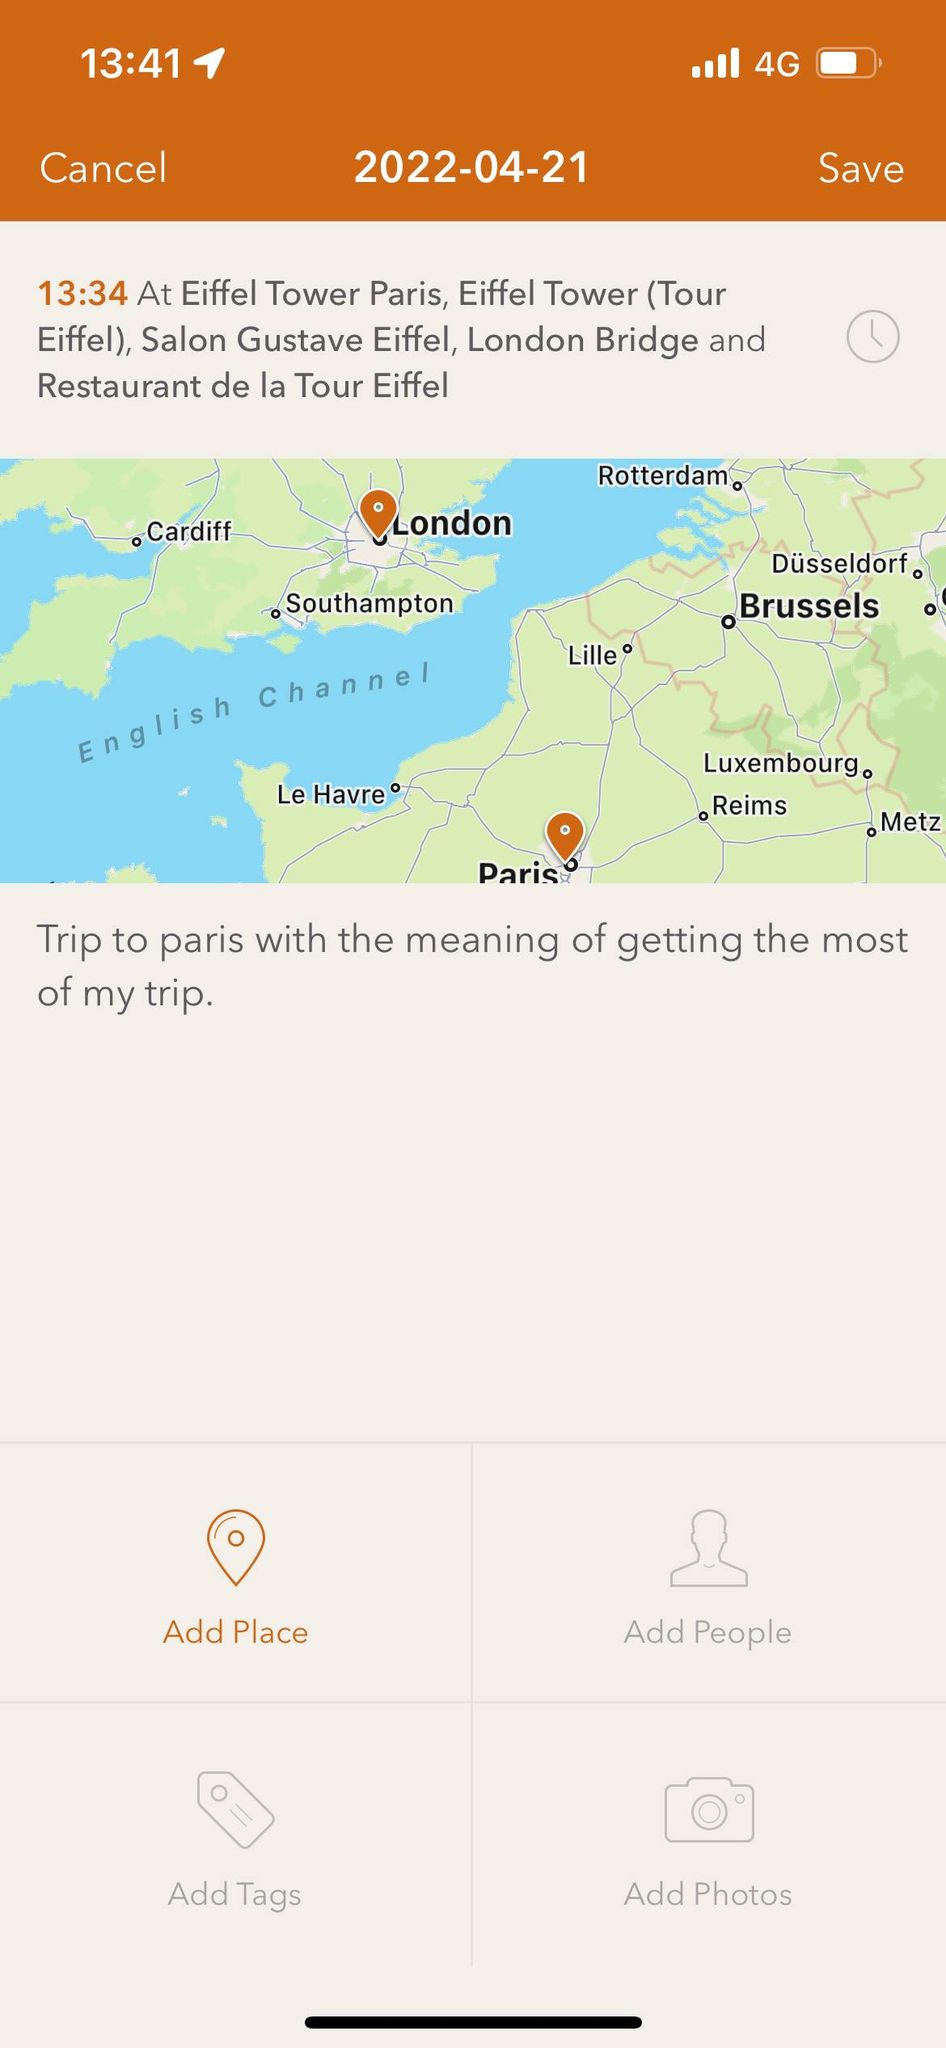 13:41 4G
Cancel 2022-04-21 Save
13:34 At Eiffel Tower Paris, Eiffel Tower (Tour
Eiffel), Salon Gustave Eiffel, London Bridge and
Restaurant de la Tour Eiffel
Rotterdam
London
Cardiff
Düsseldorf
Southampton
Brussels
Lille
English Channel
Luxembourg
Le Havre
Reims
Metz
Paris
Trip to paris with the meaning of getting the most
of my trip.
Add Place Add People
Add Tags Add Photos